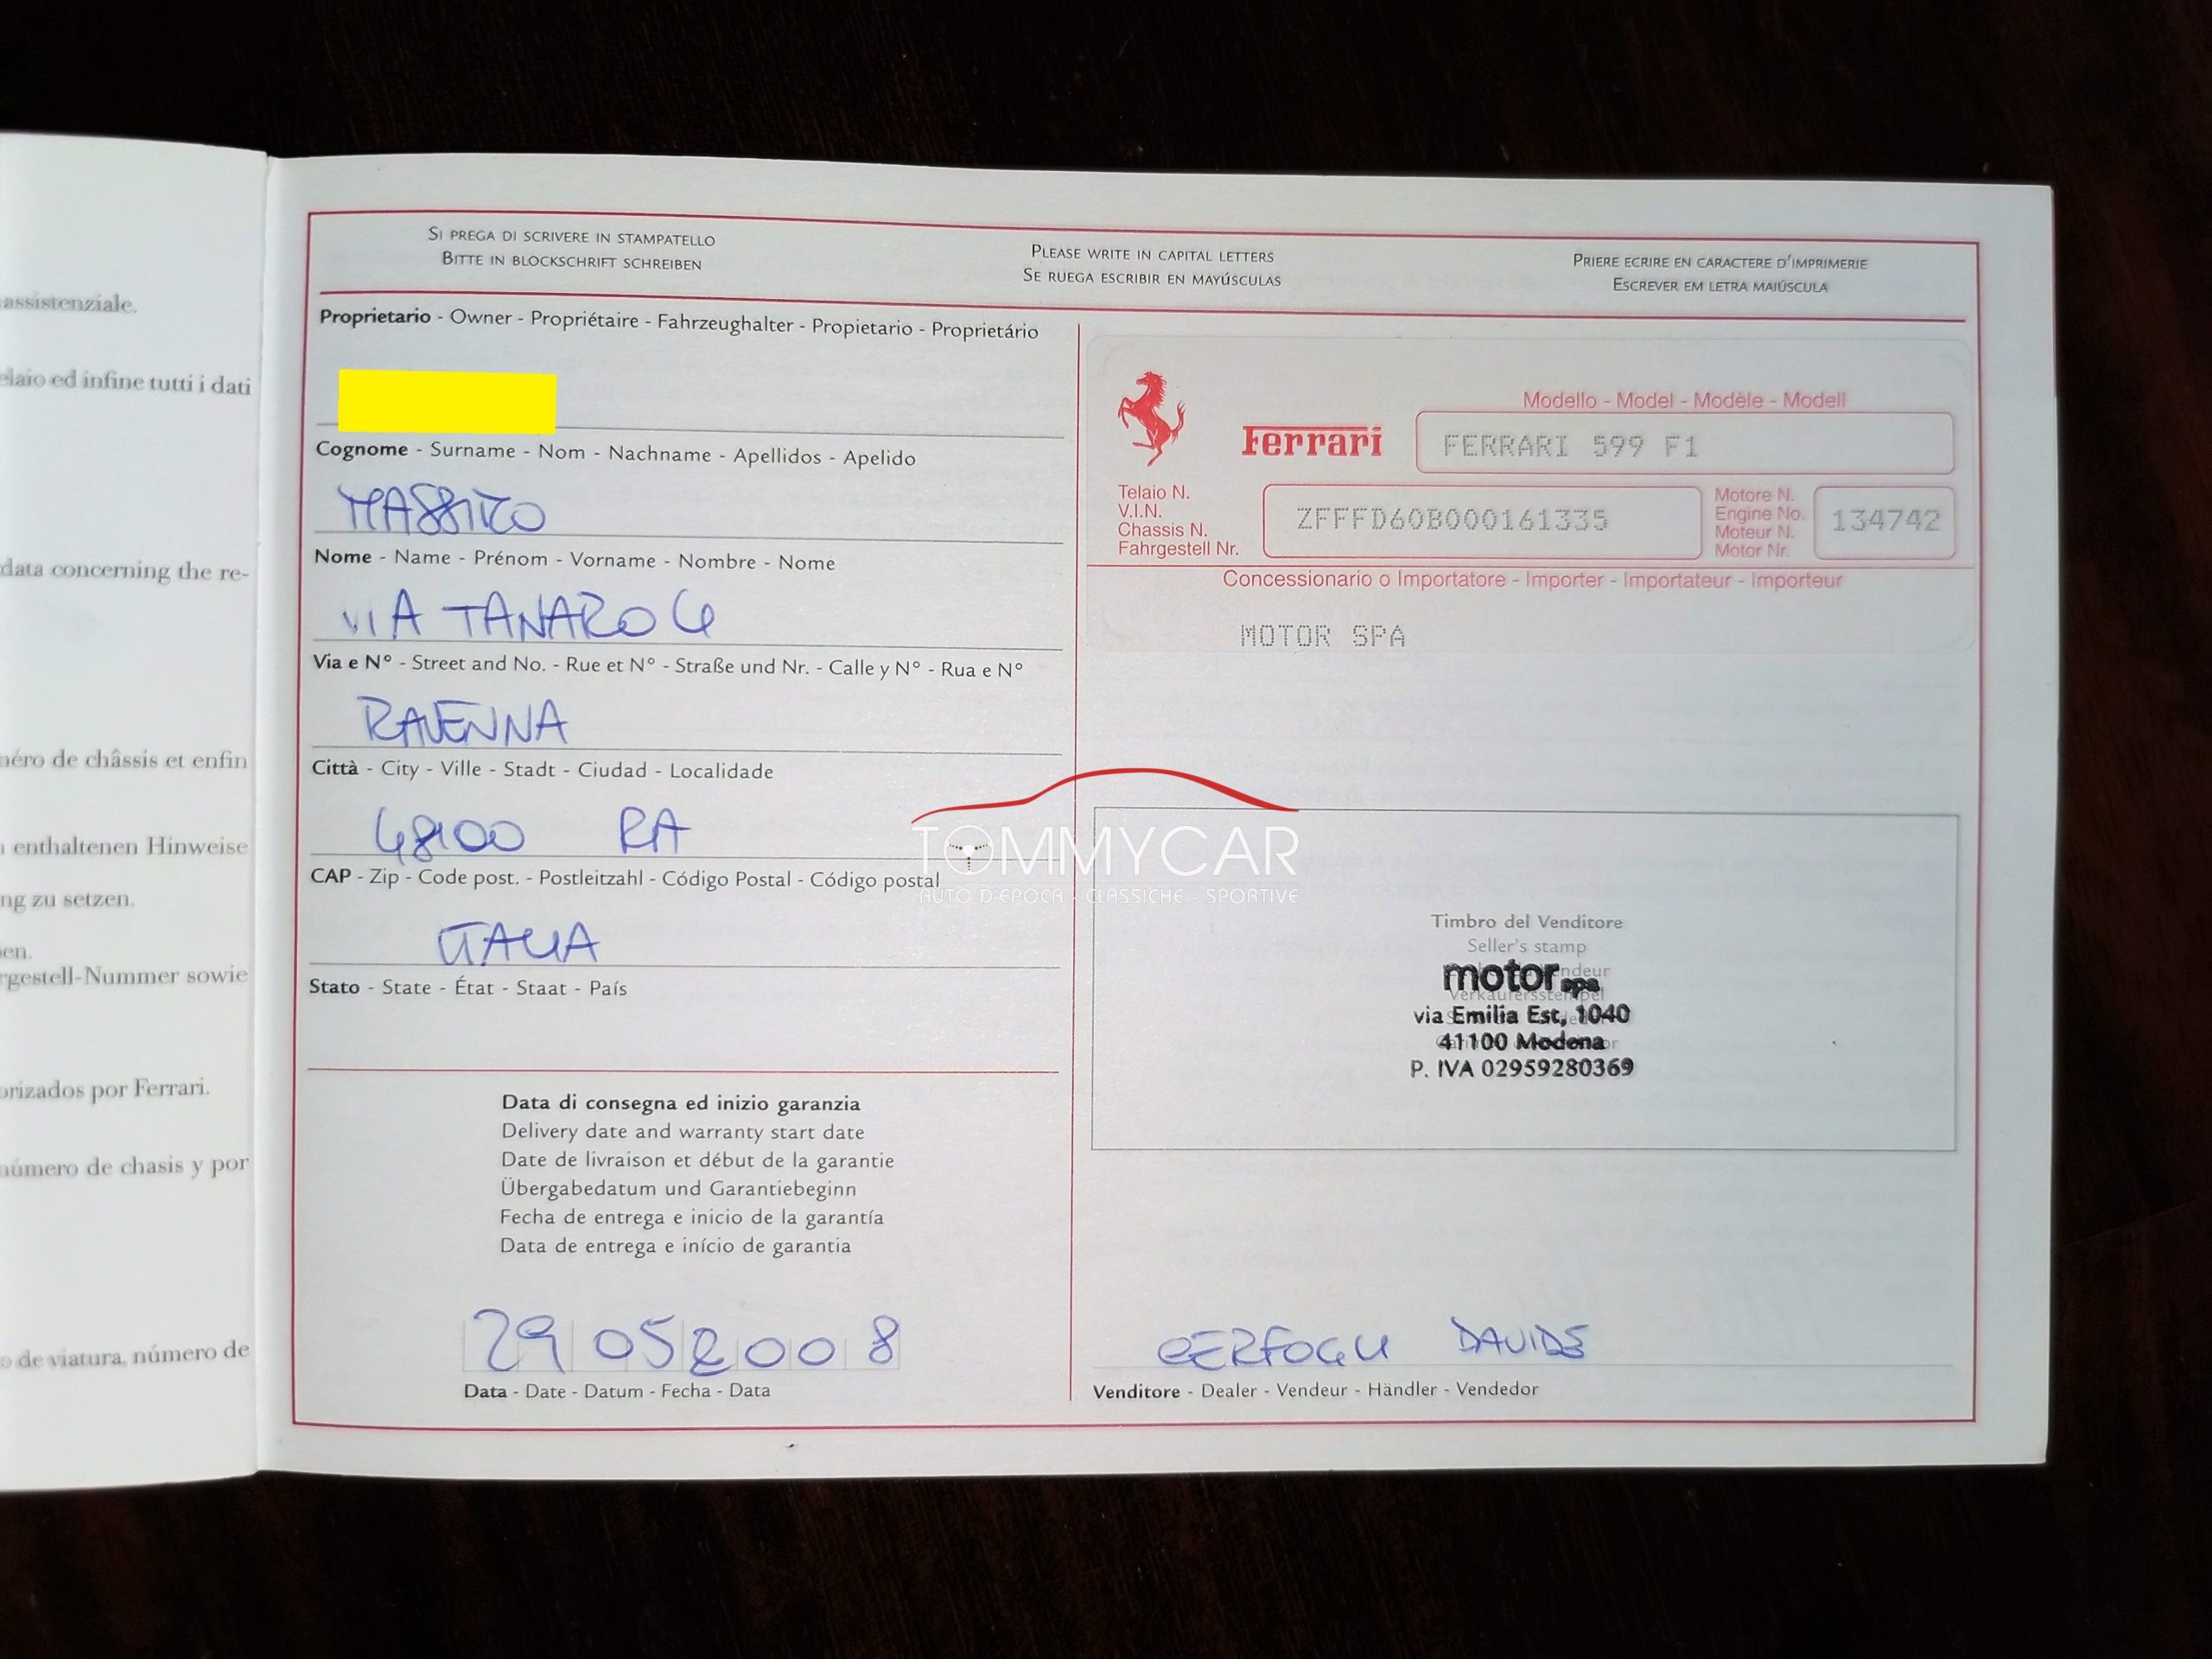 assistenziale.
elaio ed infine tutti i dati
data concerning the re-
néro de châssis et enfin
enthaltenen Hinweise
ng zu setzen.
en.
rgestell-Nummer sowie
orizados por Ferrari.
número de chasis y por
o de viatura, número de
SI PREGA DI SCRIVERE IN STAMPATELLO
BITTE IN BLOCKSCHRIFT SCHREIBEN
PLEASE WRITE IN CAPITAL LETTERS
SE RUEGA ESCRIBIR EN MAYÚSCULAS
PRIERE ECRIRE EN CARACTERE D'IMPRIMERIE
ESCREVER EM LETRA MAIÚSCULA
Proprietario - Owner - Propriétaire - Fahrzeughalter - Propietario - Proprietário
Cognome - Surname - Nom - Nachname - Apellidos - Apelido
MASSIMO
Nome - Name - Prénom - Vorname - Nombre - Nome
VIA TANARO 6
Via e N° - Street and No. - Rue et N° - Straße und Nr. - Calle y N° - Rua e N°
RAVENNA
Città - City - Ville - Stadt - Ciudad - Localidade
48100 RA
CAP - Zip - Code post. - Postleitzahl - Código Postal - Código postal
ITALIA
Stato - State - État - Staat - País
Data di consegna ed inizio garanzia
Delivery date and warranty start date
Date de livraison et début de la garantie
Übergabedatum und Garantiebeginn
Fecha de entrega e inicio de la garantía
Data de entrega e início de garantia
29 05 2008
Data - Date - Datum - Fecha - Data
Modello - Model - Modèle - Modell
Ferrari
FERRARI 599 F1
Telaio N.
V.I.N.
Chassis N.
Fahrgestell Nr.
ZFFFD60B000161335
Motore N.
Engine No.
Moteur N.
Motor Nr.
134742
Concessionario o Importatore - Importer - Importateur - Importeur
MOTOR SPA
TOMMYCAR
AUTO D'EPOCA - CLASSICHE - SPORTIVE
Timbro del Venditore
Seller's stamp
motor spa
Verkäufersstempel
via Emilia Est, 1040
41100 Modena
P. IVA 02959280369
DAVIDE
Venditore - Dealer - Vendeur - Händler - Vendedor